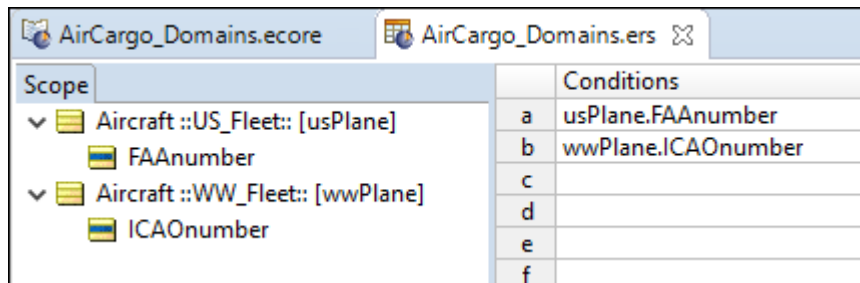 AirCargo_Domains.ecore
AirCargo_Domains.ers
Scope
Aircraft ::US_Fleet:: [usPlane]
FAAnumber
Aircraft ::WW_Fleet:: [wwPlane]
ICAOnumber
Conditions
a usPlane.FAAnumber
b wwPlane.ICAOnumber
c
d
e
f